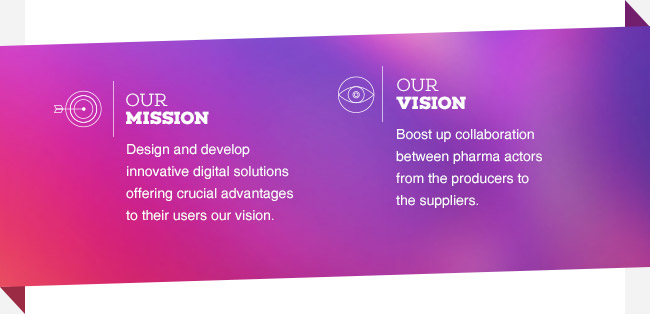 OUR
MISSION
Design and develop
innovative digital solutions
offering crucial advantages
to their users our vision.
OUR
VISION
Boost up collaboration
between pharma actors
from the producers to
the suppliers.